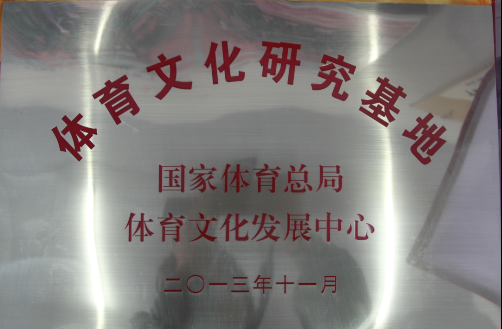 体育文化研究基地
国家体育总局
体育文化发展中心
二〇一三年十一月